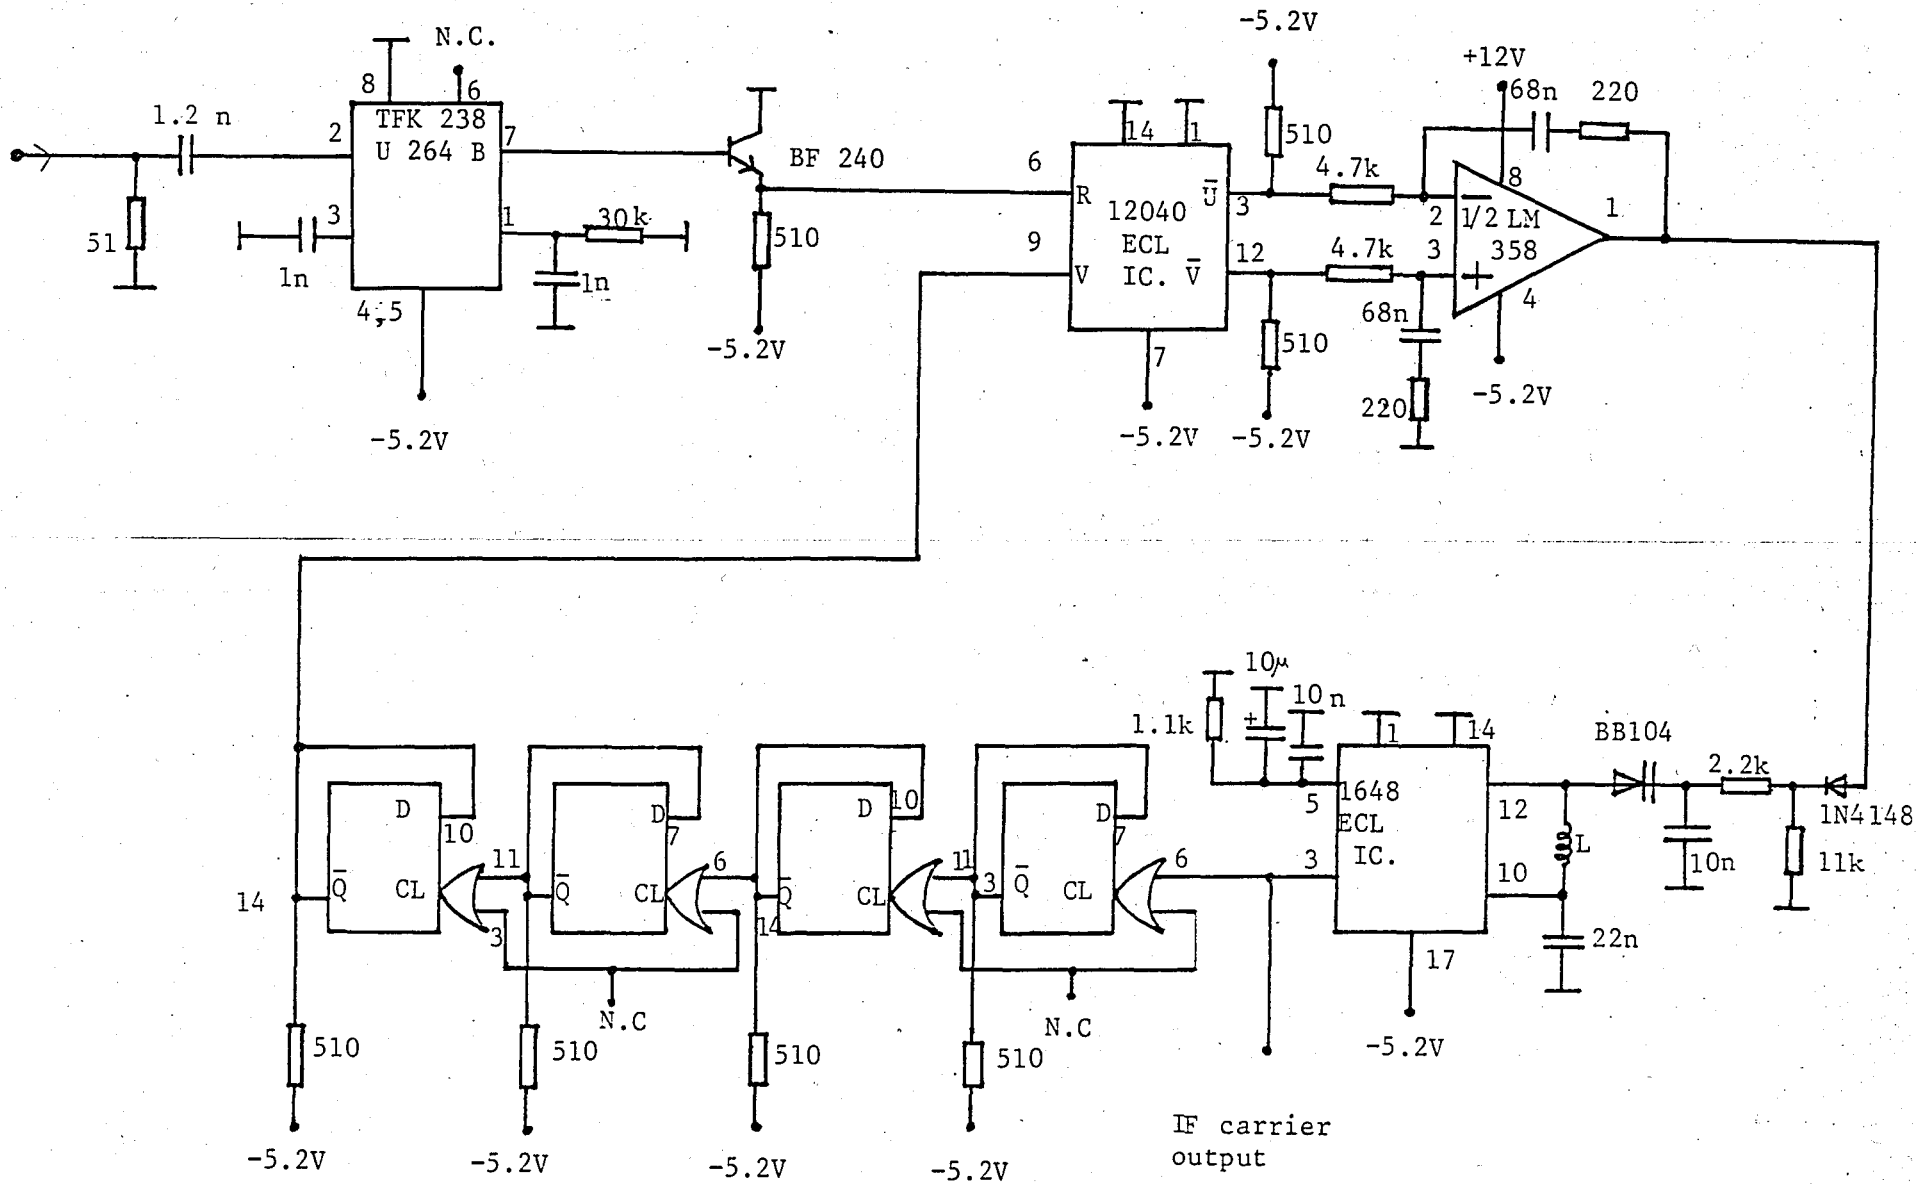 -5.2V
N.C.
+12V
8
6
68n
220
1.2 n
TFK 238
U 264 B
2
7
14
1
510
BF 240
6
4.7k
8
R
12040
ECL
IC.
U̅
3
2
1/2 LM
358
1
51
3
1
30k
510
9
V
V̅
12
4.7k
3
4
1n
1n
4,5
68n
510
-5.2V
7
220
-5.2V
-5.2V
-5.2V
-5.2V
10μ
10n
1.1k
+
1
14
BB104
2.2k
5
1648
ECL
IC.
12
1N4148
D
10
D
7
D
10
D
7
L
10n
11k
11
6
11
6
3
10
14
Q̅
CL
Q̅
CL
Q̅
CL
3
Q̅
CL
3
14
22n
17
N.C
N.C
510
510
510
510
-5.2V
IF carrier
output
-5.2V
-5.2V
-5.2V
-5.2V